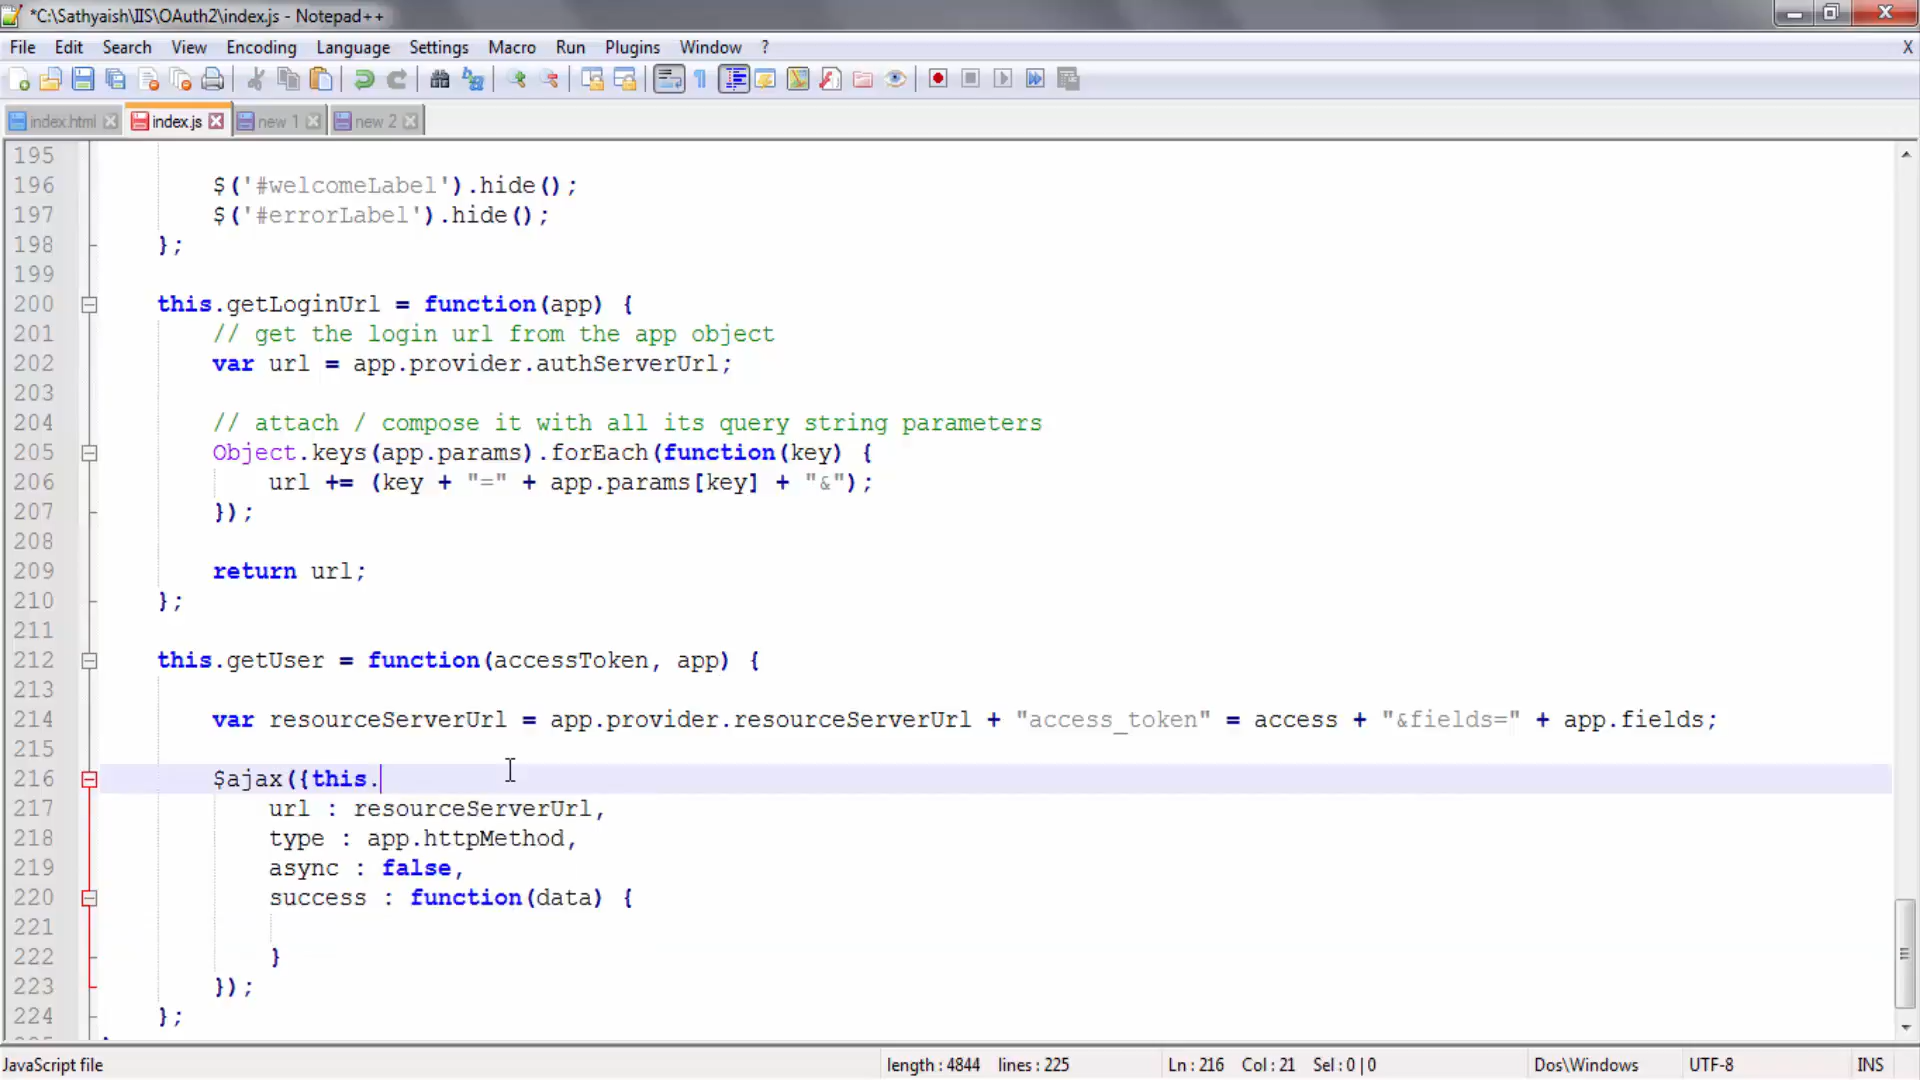 *C:\Sathyaish\IIS\OAuth2\index.js - Notepad++
File Edit Search View Encoding Language Settings Macro Run Plugins Window ? X
index.html index.js new 1 new 2
195
196 $('#welcomeLabel').hide();
197 $('#errorLabel').hide();
198 };
199
200 this.getLoginUrl = function(app) {
201 // get the login url from the app object
202 var url = app.provider.authServerUrl;
203
204 // attach / compose it with all its query string parameters
205 Object.keys(app.params).forEach(function(key) {
206 url += (key + "=" + app.params[key] + "&");
207 });
208
209 return url;
210 };
211
212 this.getUser = function(accessToken, app) {
213
214 var resourceServerUrl = app.provider.resourceServerUrl + "access_token" = access + "&fields=" + app.fields;
215
216 $ajax({this.
217 url : resourceServerUrl,
218 type : app.httpMethod,
219 async : false,
220 success : function(data) {
221
222 }
223 });
224 };
JavaScript file length : 4844 lines : 225 Ln : 216 Col : 21 Sel : 0 | 0 Dos\Windows UTF-8 INS